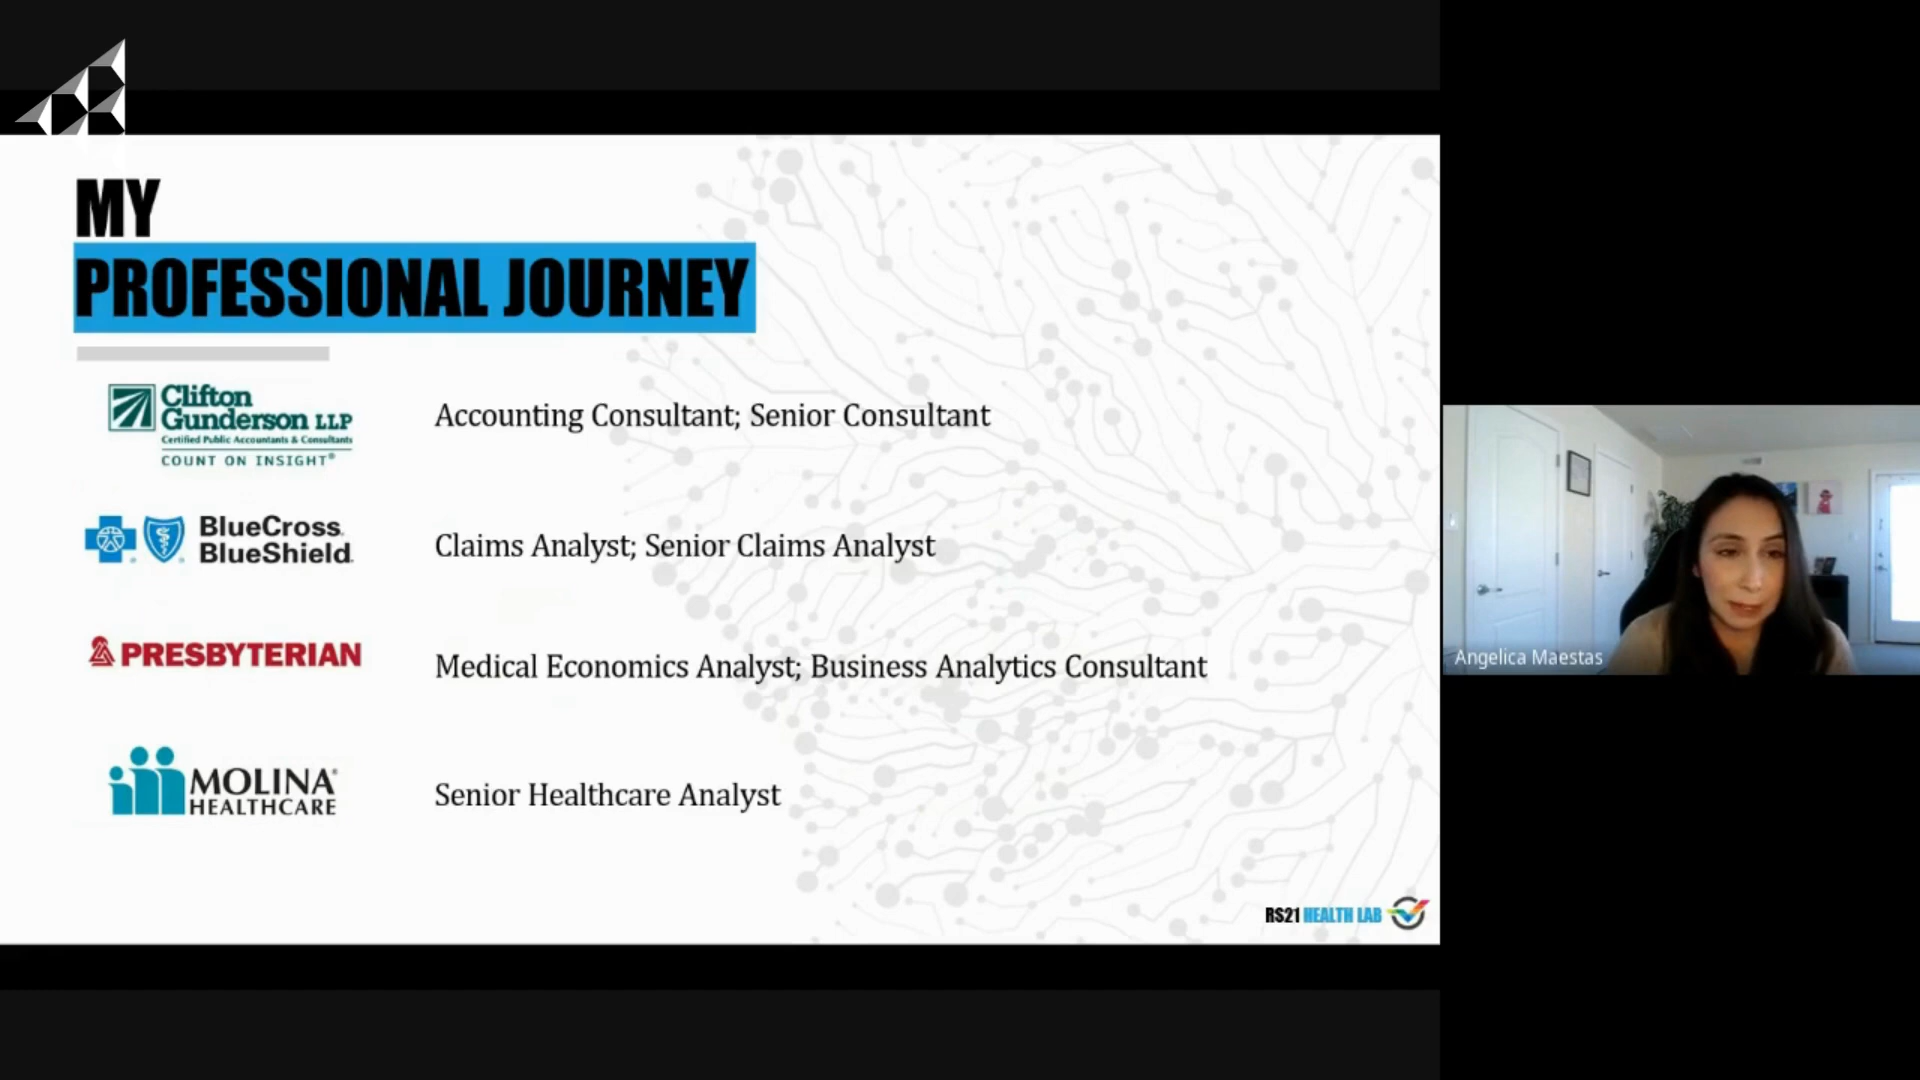 MY
PROFESSIONAL JOURNEY
Clifton
Gunderson LLP
Certified Public Accountants & Consultants
COUNT ON INSIGHT®
Accounting Consultant; Senior Consultant
BlueCross
BlueShield
Claims Analyst; Senior Claims Analyst
PRESBYTERIAN
Medical Economics Analyst; Business Analytics Consultant
MOLINA®
HEALTHCARE
Senior Healthcare Analyst
RS21 HEALTH LAB
Angelica Maestas